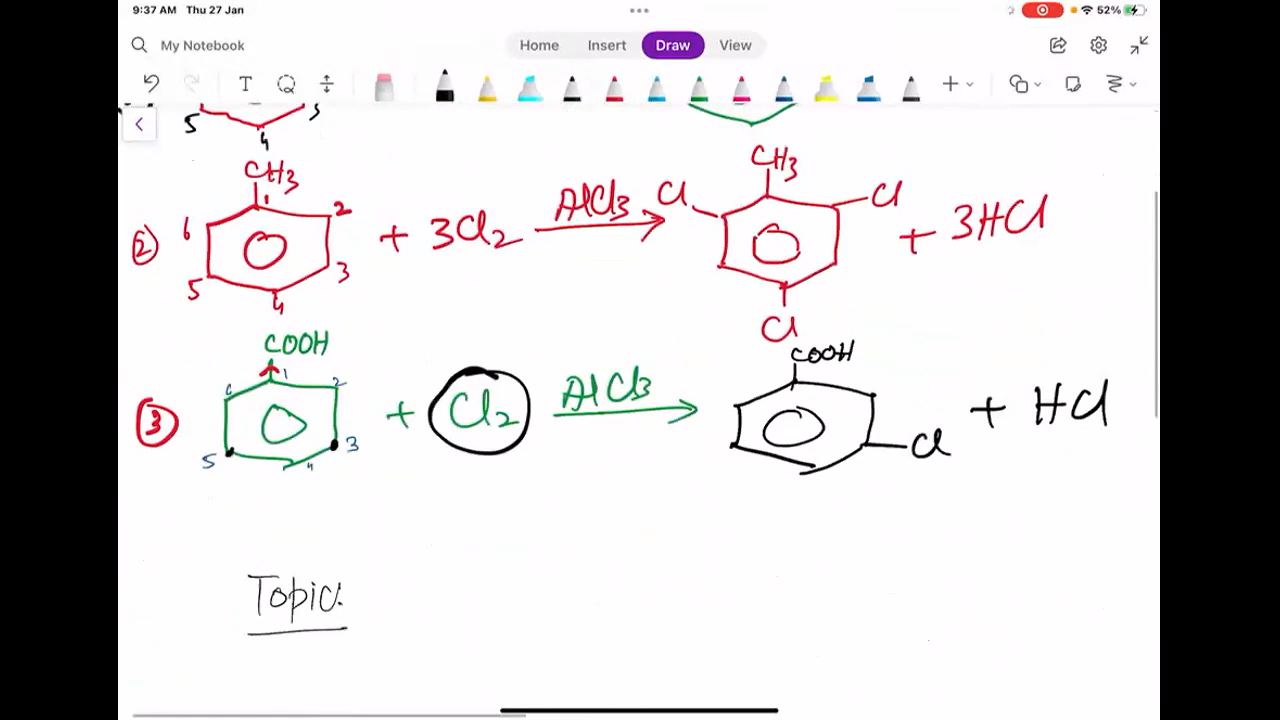 9:37 AM Thu 27 Jan
52%
My Notebook
Home Insert Draw View
5 4 3
CH3 AlCl3 CH3
② 1 2 3 4 5 6 + 3Cl2 → Cl Cl Cl + 3HCl
COOH AlCl3 COOH
③ 1 2 3 4 5 6 + Cl2 → Cl + HCl
Topic: